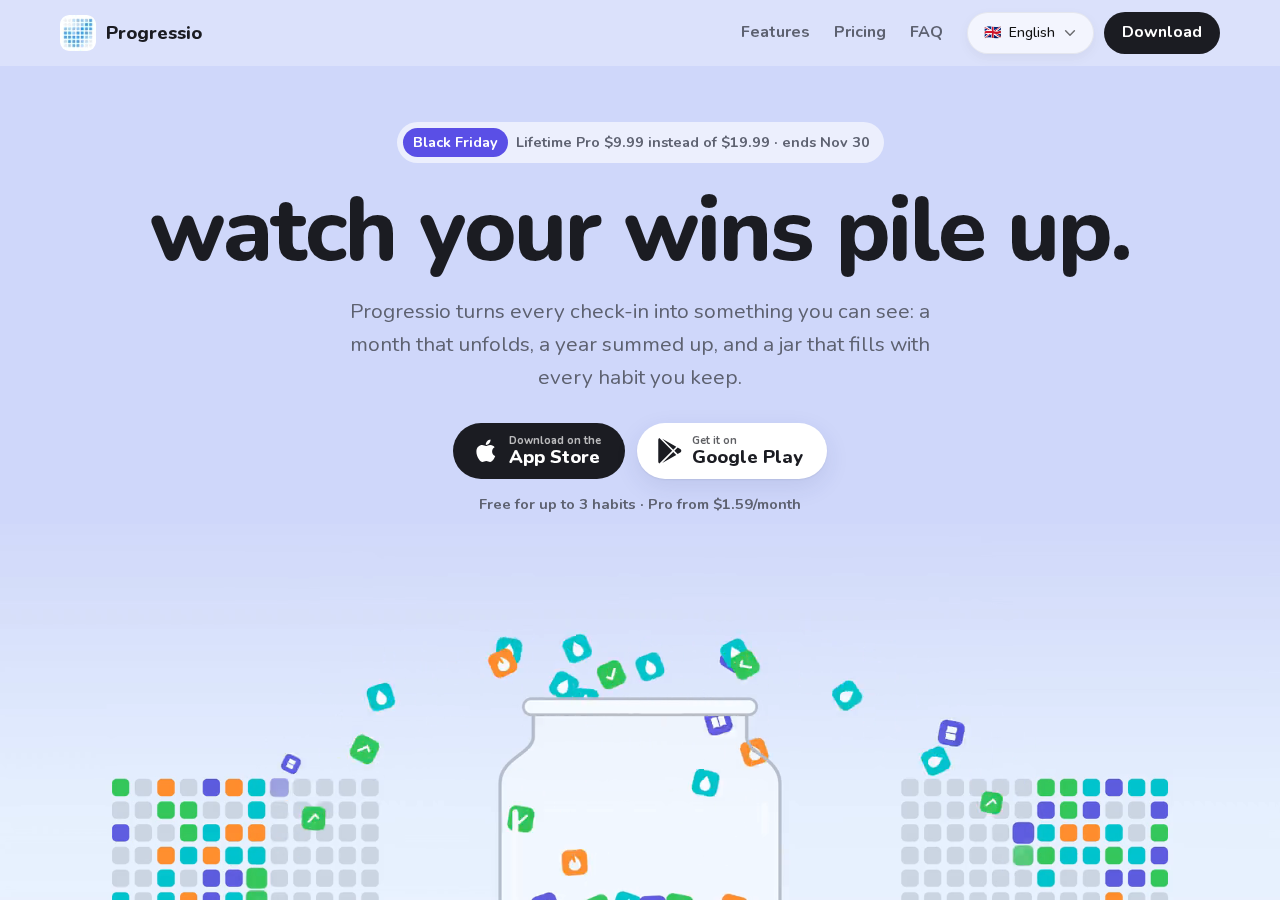 Progressio
Features
Pricing
FAQ
English
Download
Black Friday
Lifetime Pro $9.99 instead of $19.99 · ends Nov 30
watch your wins pile up.
Progressio turns every check-in into something you can see: a
month that unfolds, a year summed up, and a jar that fills with
every habit you keep.
Download on the
App Store
Get it on
Google Play
Free for up to 3 habits · Pro from $1.59/month